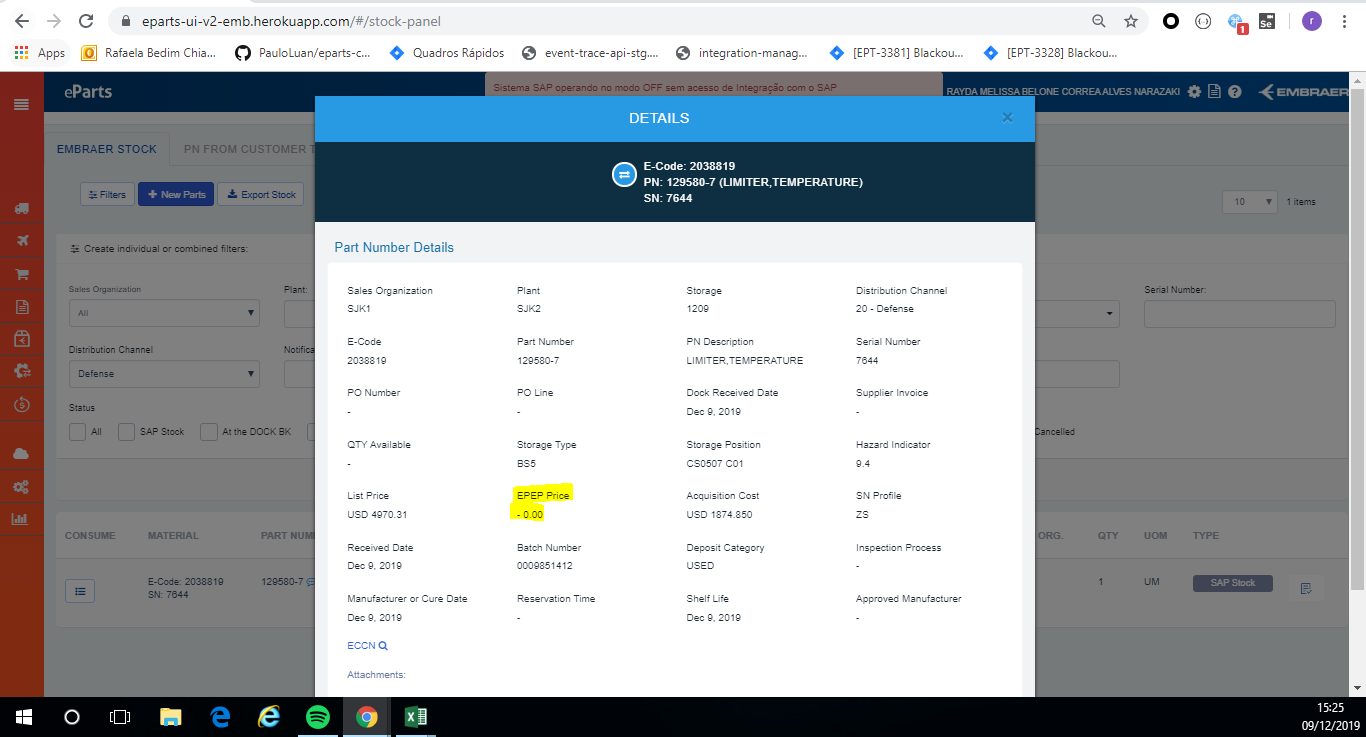 eparts-ui-v2-emb.herokuapp.com/#/stock-panel
1
Se
r
Apps
Rafaela Bedim Chia...
PauloLuan/eparts-c...
Quadros Rápidos
event-trace-api-stg....
integration-manag...
[EPT-3381] Blackou...
[EPT-3328] Blackou...
eParts
Sistema SAP operando no modo OFF sem acesso de Integração com o SAP
RAYDA MELISSA BELONE CORREA ALVES NARAZAKI
EMBRAER
DETAILS
×
EMBRAER STOCK
PN FROM CUSTOMER T
E-Code: 2038819
PN: 129580-7 (LIMITER,TEMPERATURE)
SN: 7644
Filters
New Parts
Export Stock
10
1 items
Part Number Details
Create individual or combined filters:
Sales Organization
Plant:
Serial Number:
All
Distribution Channel
Notifica
Defense
Status
All
SAP Stock
At the DOCK BK
Cancelled
Sales Organization
Plant
Storage
Distribution Channel
SJK1
SJK2
1209
20 - Defense
E-Code
Part Number
PN Description
Serial Number
2038819
129580-7
LIMITER,TEMPERATURE
7644
PO Number
PO Line
Dock Received Date
Supplier Invoice
-
-
Dec 9, 2019
-
QTY Available
Storage Type
Storage Position
Hazard Indicator
-
BS5
CS0507 C01
9.4
List Price
EPEP Price
Acquisition Cost
SN Profile
USD 4970.31
- 0.00
USD 1874.850
ZS
Received Date
Batch Number
Deposit Category
Inspection Process
Dec 9, 2019
0009851412
USED
-
Manufacturer or Cure Date
Reservation Time
Shelf Life
Approved Manufacturer
Dec 9, 2019
-
Dec 9, 2019
-
ECCN
Attachments:
CONSUME
MATERIAL
PART NUM
ORG.
QTY
UOM
TYPE
E-Code: 2038819
SN: 7644
129580-7
1
UM
SAP Stock
15:25
09/12/2019